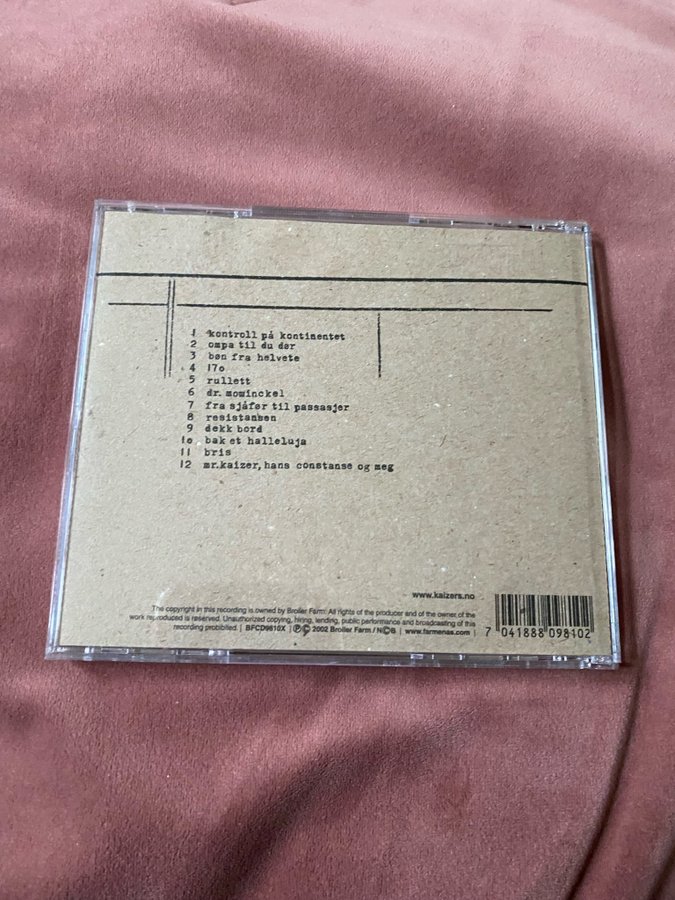 1 kontroll på kontinentet
2 ompa til du dør
3 bøn fra helvete
4 17o
5 rullett
6 dr. mowinckel
7 fra sjåfør til passasjer
8 resistansen
9 dekk bord
1o bak et halleluja
11 bris
12 mr.kaizer, hans constanse og meg
www.kaizers.no
The copyright in this recording is owned by Broiler Farm. All rights of the producer and of the owner of the
work reproduced is reserved. Unauthorized copying, hiring, lending, public performance and broadcasting of this
recording prohibited. | BFCD9810X | ℗© 2002 Broiler Farm / N©B | www.farmenas.com |
7 041888 098102